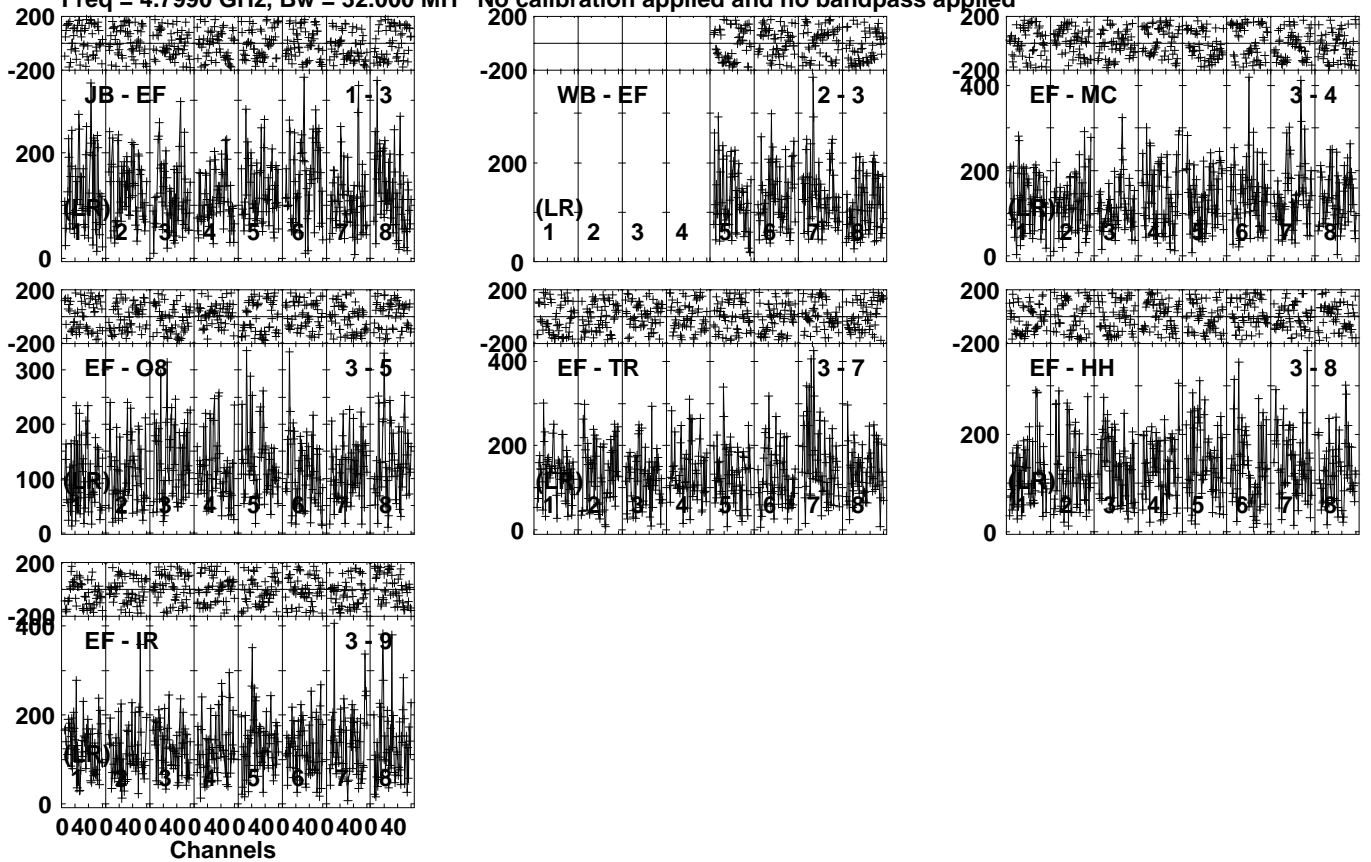 Freq = 4.7990 GHz, Bw = 32.000 MH No calibration applied and no bandpass applied
200
-200
JB - EF 1 - 3
200
(LR)
1 2 3 4 5 6 7 8
0
200
-200
WB - EF 2 - 3
200
(LR)
1 2 3 4 5 6 7 8
0
200
-200
400
EF - MC 3 - 4
200
(LR)
1 2 3 4 5 6 7 8
0
200
-200
300
EF - O8 3 - 5
200
100
(LR)
1 2 3 4 5 6 7 8
0
200
-200
400
EF - TR 3 - 7
200
(LR)
1 2 3 4 5 6 7 8
0
200
-200
EF - HH 3 - 8
200
(LR)
1 2 3 4 5 6 7 8
0
200
-200
400
EF - IR 3 - 9
200
(LR)
1 2 3 4 5 6 7 8
0
0 40 0 40 0 40 0 40 0 40 0 40 0 40 0 40
Channels